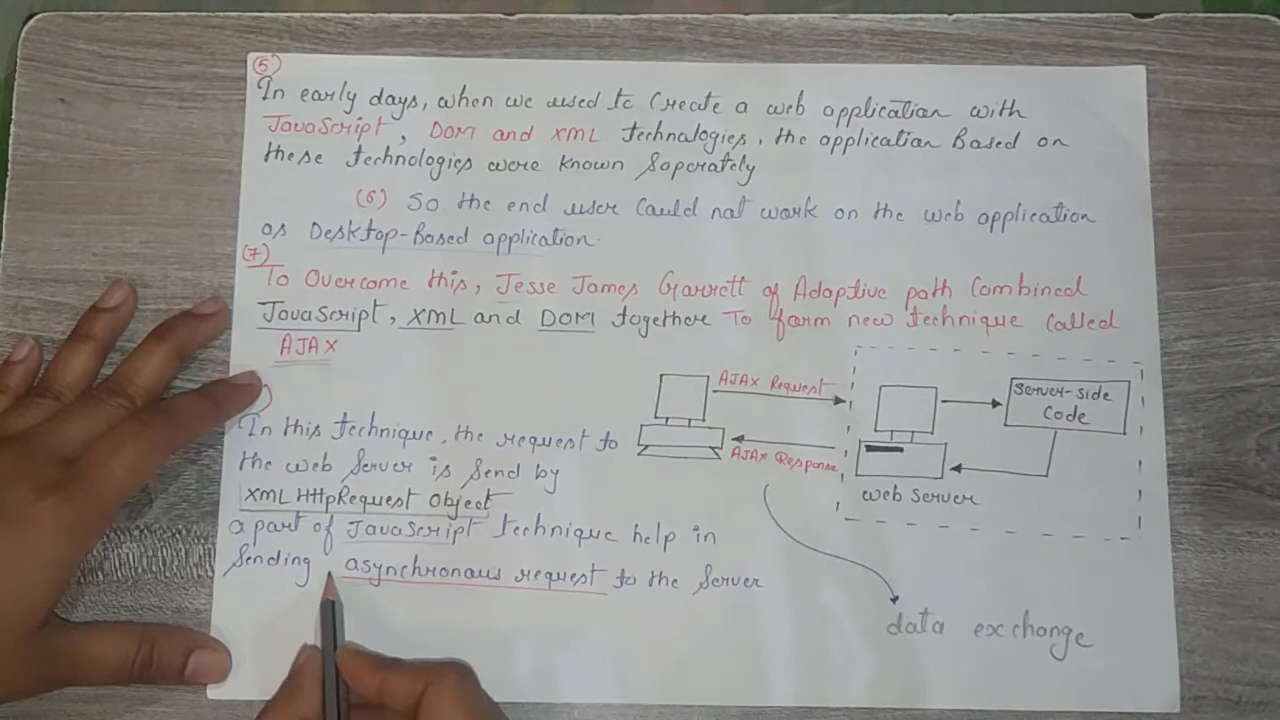 (5)
In early days, when we used to Create a web application with
JavaScript, DOM and XML technalogies, the application Based on
these technologies were known Saperately
(6) So the end user Could not work on the web application
as Desktop-Based application.
(7)
To Overcome this, Jesse James Garrett of Adaptive path Combined
JavaScript, XML and DOM together To form new technique Called
AJAX
In this technique, the request to
the web Server is Send by
XML HttpRequest Object
a part of JavaScript technique help in
Sending asynchronous request to the Server
AJAX Request
AJAX Response
Server-Side
Code
web Server
data exchange